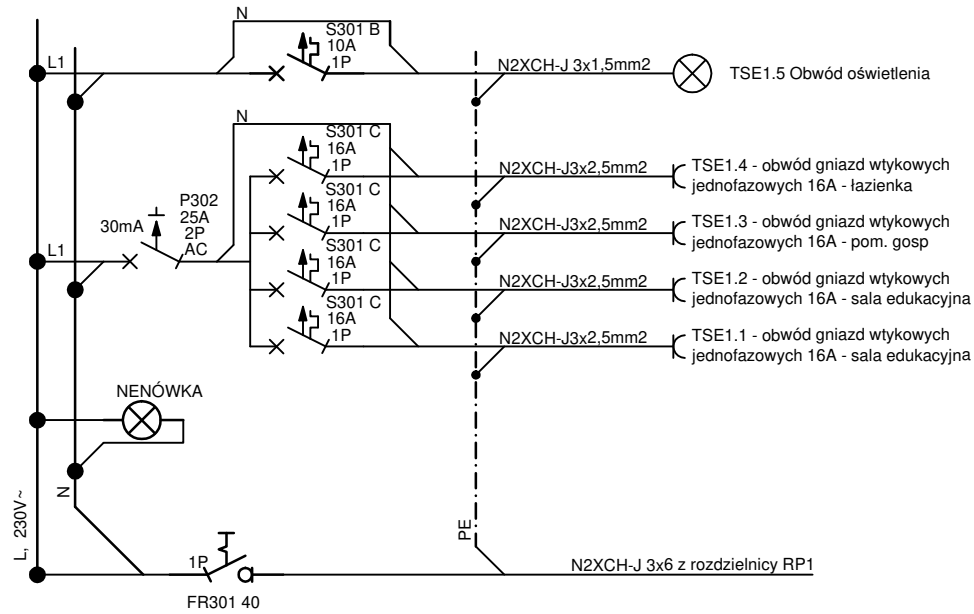 N
S301 B
10A
1P
L1
N2XCH-J 3x1,5mm2
TSE1.5 Obwód oświetlenia
N
S301 C
16A
1P
N2XCH-J3x2,5mm2
TSE1.4 - obwód gniazd wtykowych
jednofazowych 16A - łazienka
P302
25A
2P
AC
30mA
L1
S301 C
16A
1P
N2XCH-J3x2,5mm2
TSE1.3 - obwód gniazd wtykowych
jednofazowych 16A - pom. gosp
S301 C
16A
1P
N2XCH-J3x2,5mm2
TSE1.2 - obwód gniazd wtykowych
jednofazowych 16A - sala edukacyjna
S301 C
16A
1P
N2XCH-J3x2,5mm2
TSE1.1 - obwód gniazd wtykowych
jednofazowych 16A - sala edukacyjna
NENÓWKA
N
L, 230V~
PE
1P
FR301 40
N2XCH-J 3x6 z rozdzielnicy RP1